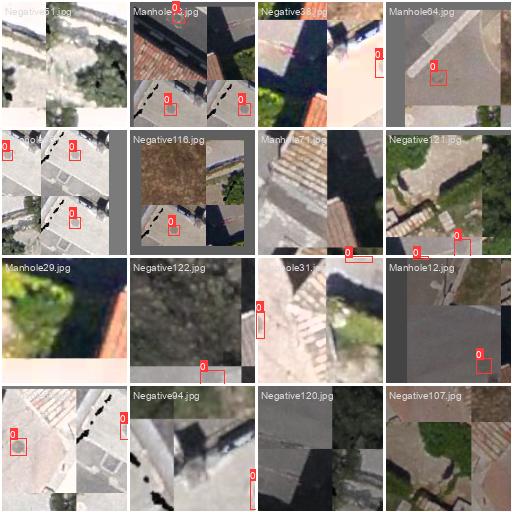 Negative51.jpg
0
Negative38.jpg
0
Manhole64.jpg
0
0
0
0
0
0
Negative116.jpg
0
Manhole71.jpg
0
Negative121.jpg
0
0
Manhole29.jpg
Negative122.jpg
0
0
Manhole12.jpg
0
0
0
Negative94.jpg
0
Negative120.jpg
Negative107.jpg